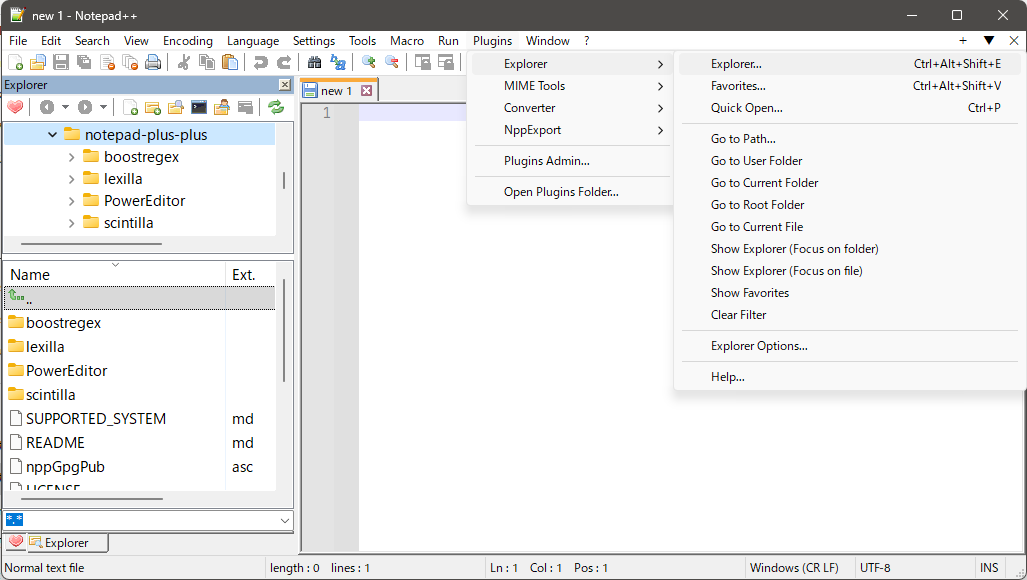 new 1 - Notepad++
File Edit Search View Encoding Language Settings Tools Macro Run Plugins Window ?
Explorer
new 1
1
notepad-plus-plus
boostregex
lexilla
PowerEditor
scintilla
Name Ext.
..
boostregex
lexilla
PowerEditor
scintilla
SUPPORTED_SYSTEM md
README md
nppGpgPub asc
LICENSE
*.*
Explorer
Explorer
MIME Tools
Converter
NppExport
Plugins Admin...
Open Plugins Folder...
Explorer... Ctrl+Alt+Shift+E
Favorites... Ctrl+Alt+Shift+V
Quick Open... Ctrl+P
Go to Path...
Go to User Folder
Go to Current Folder
Go to Root Folder
Go to Current File
Show Explorer (Focus on folder)
Show Explorer (Focus on file)
Show Favorites
Clear Filter
Explorer Options...
Help...
Normal text file length : 0 lines : 1 Ln : 1 Col : 1 Pos : 1 Windows (CR LF) UTF-8 INS